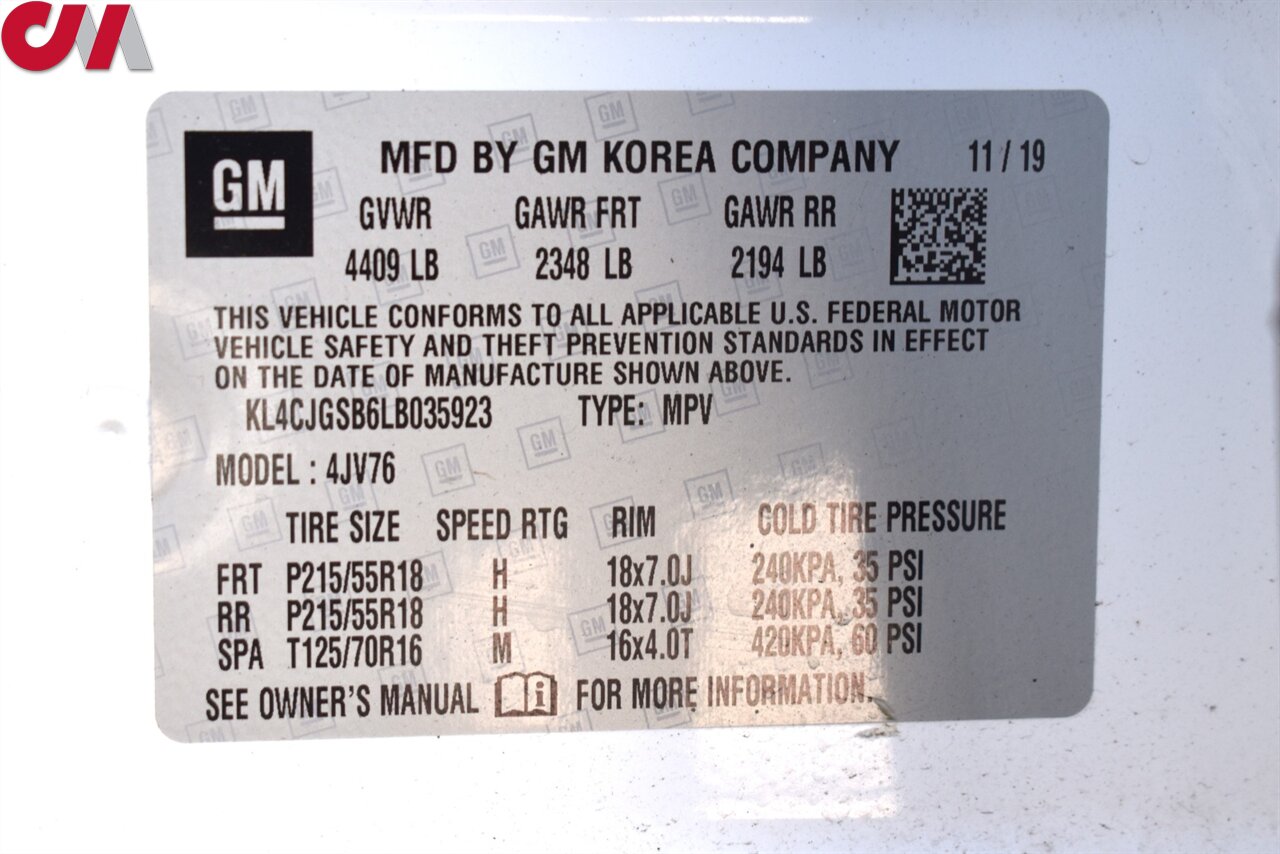 CM
GM
MFD BY GM KOREA COMPANY 11 / 19
GVWR GAWR FRT GAWR RR
4409 LB 2348 LB 2194 LB
THIS VEHICLE CONFORMS TO ALL APPLICABLE U.S. FEDERAL MOTOR
VEHICLE SAFETY AND THEFT PREVENTION STANDARDS IN EFFECT
ON THE DATE OF MANUFACTURE SHOWN ABOVE.
KL4CJGSB6LB035923 TYPE: MPV
MODEL : 4JV76
TIRE SIZE SPEED RTG RIM COLD TIRE PRESSURE
FRT P215/55R18 H 18x7.0J 240KPA, 35 PSI
RR P215/55R18 H 18x7.0J 240KPA, 35 PSI
SPA T125/70R16 M 16x4.0T 420KPA, 60 PSI
SEE OWNER'S MANUAL i FOR MORE INFORMATION.